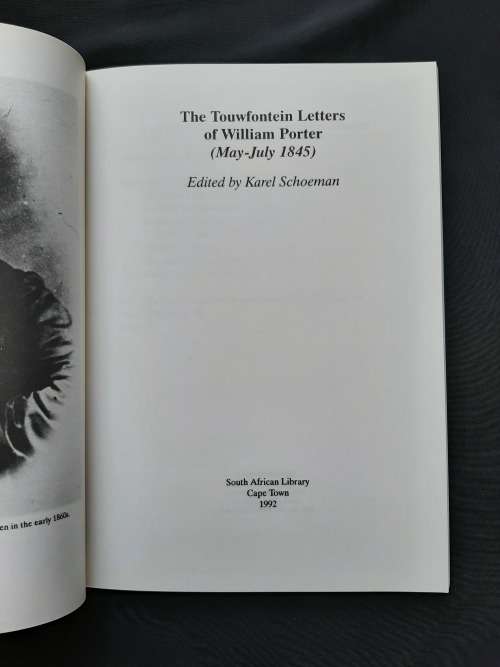 en in the early 1860s.
The Touwfontein Letters
of William Porter
(May-July 1845)
Edited by Karel Schoeman
South African Library
Cape Town
1992